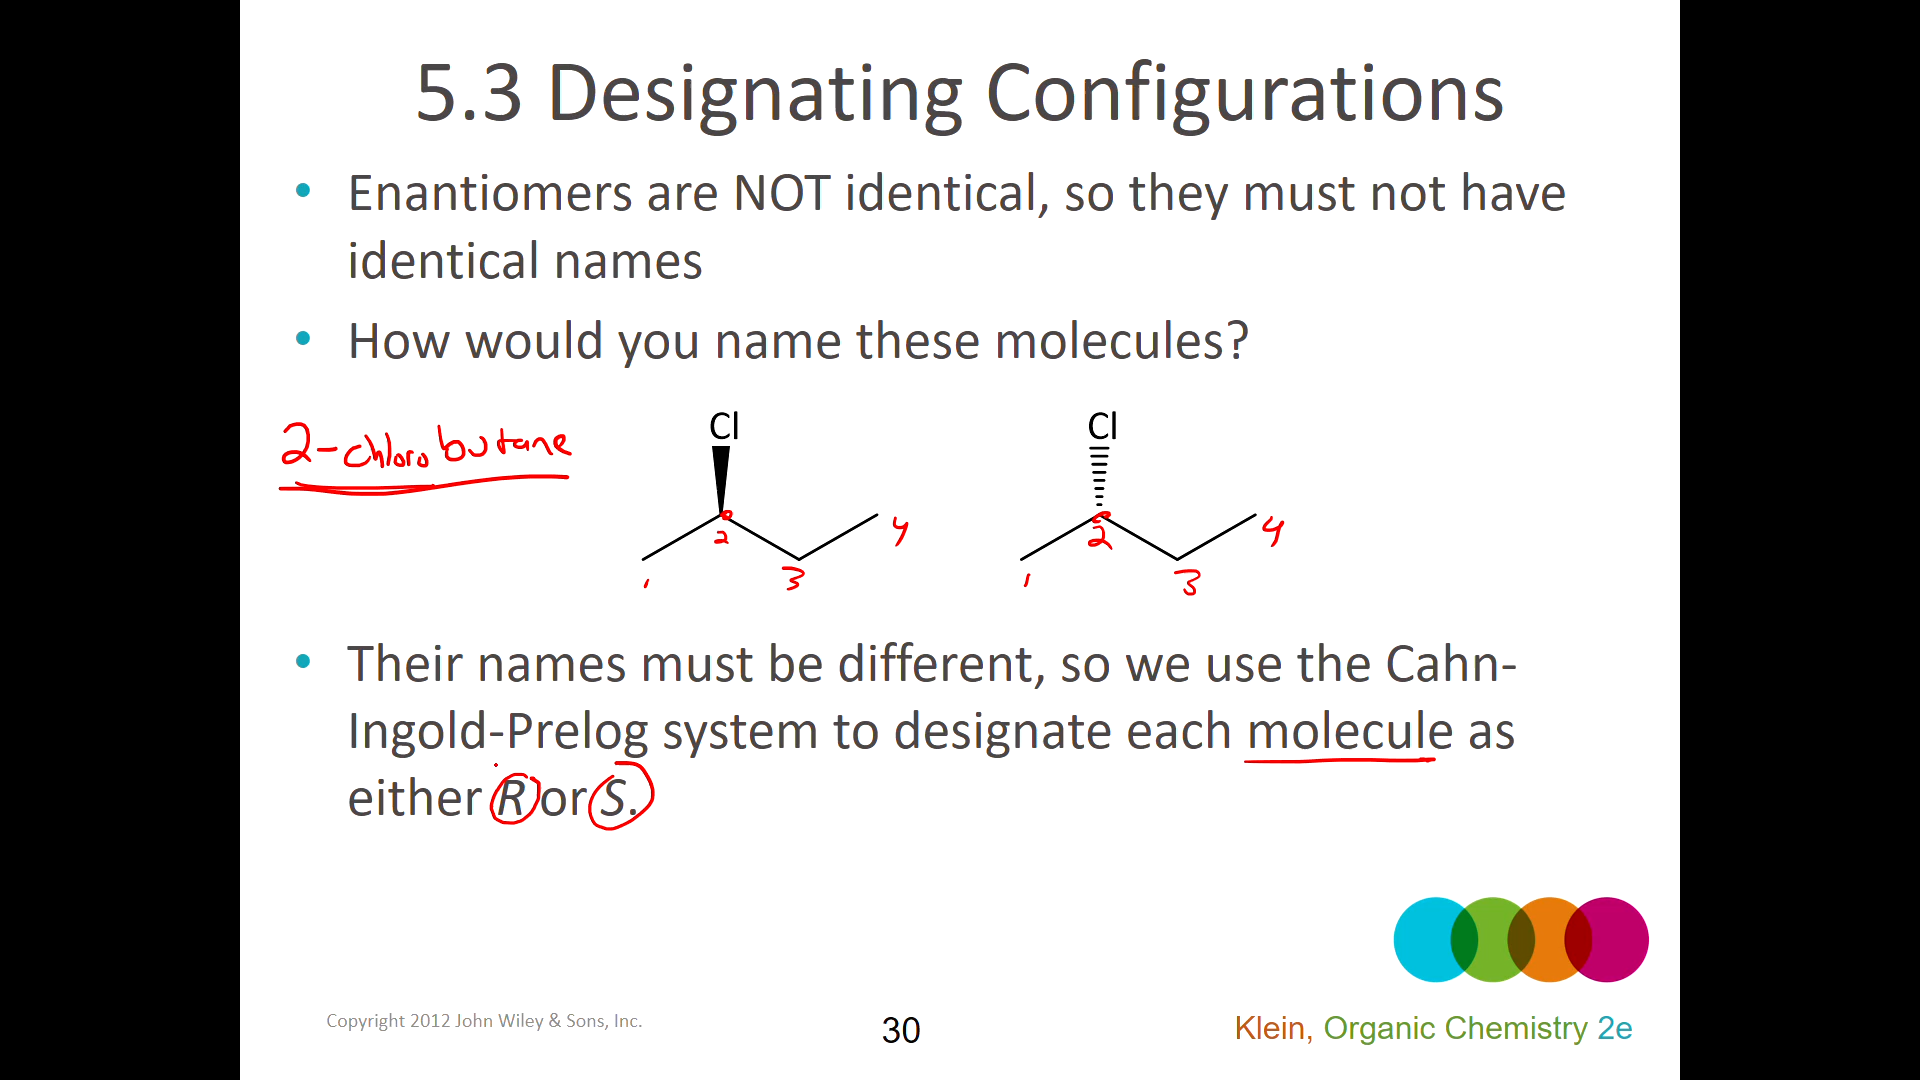 5.3 Designating Configurations
• Enantiomers are NOT identical, so they must not have
identical names
• How would you name these molecules?
2-chlorobutane
Cl Cl
1 2 3 4 1 2 3 4
• Their names must be different, so we use the Cahn-
Ingold-Prelog system to designate each molecule as
either R or S.
Copyright 2012 John Wiley & Sons, Inc.
30
Klein, Organic Chemistry 2e